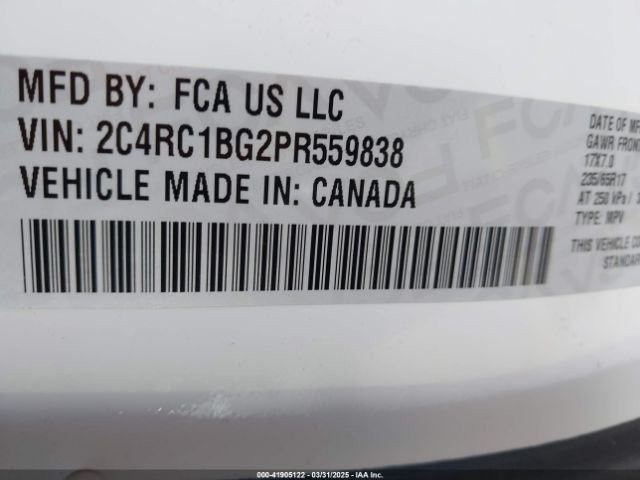 MFD BY: FCA US LLC
VIN: 2C4RC1BG2PR559838
VEHICLE MADE IN: CANADA
DATE OF MF
GAWR FRONT
17X7.0
235/65R17
AT 250 kPa /
TYPE: MPV
THIS VEHICLE CO
STANDAR
000-41905122 - 03/31/2025 - IAA Inc.